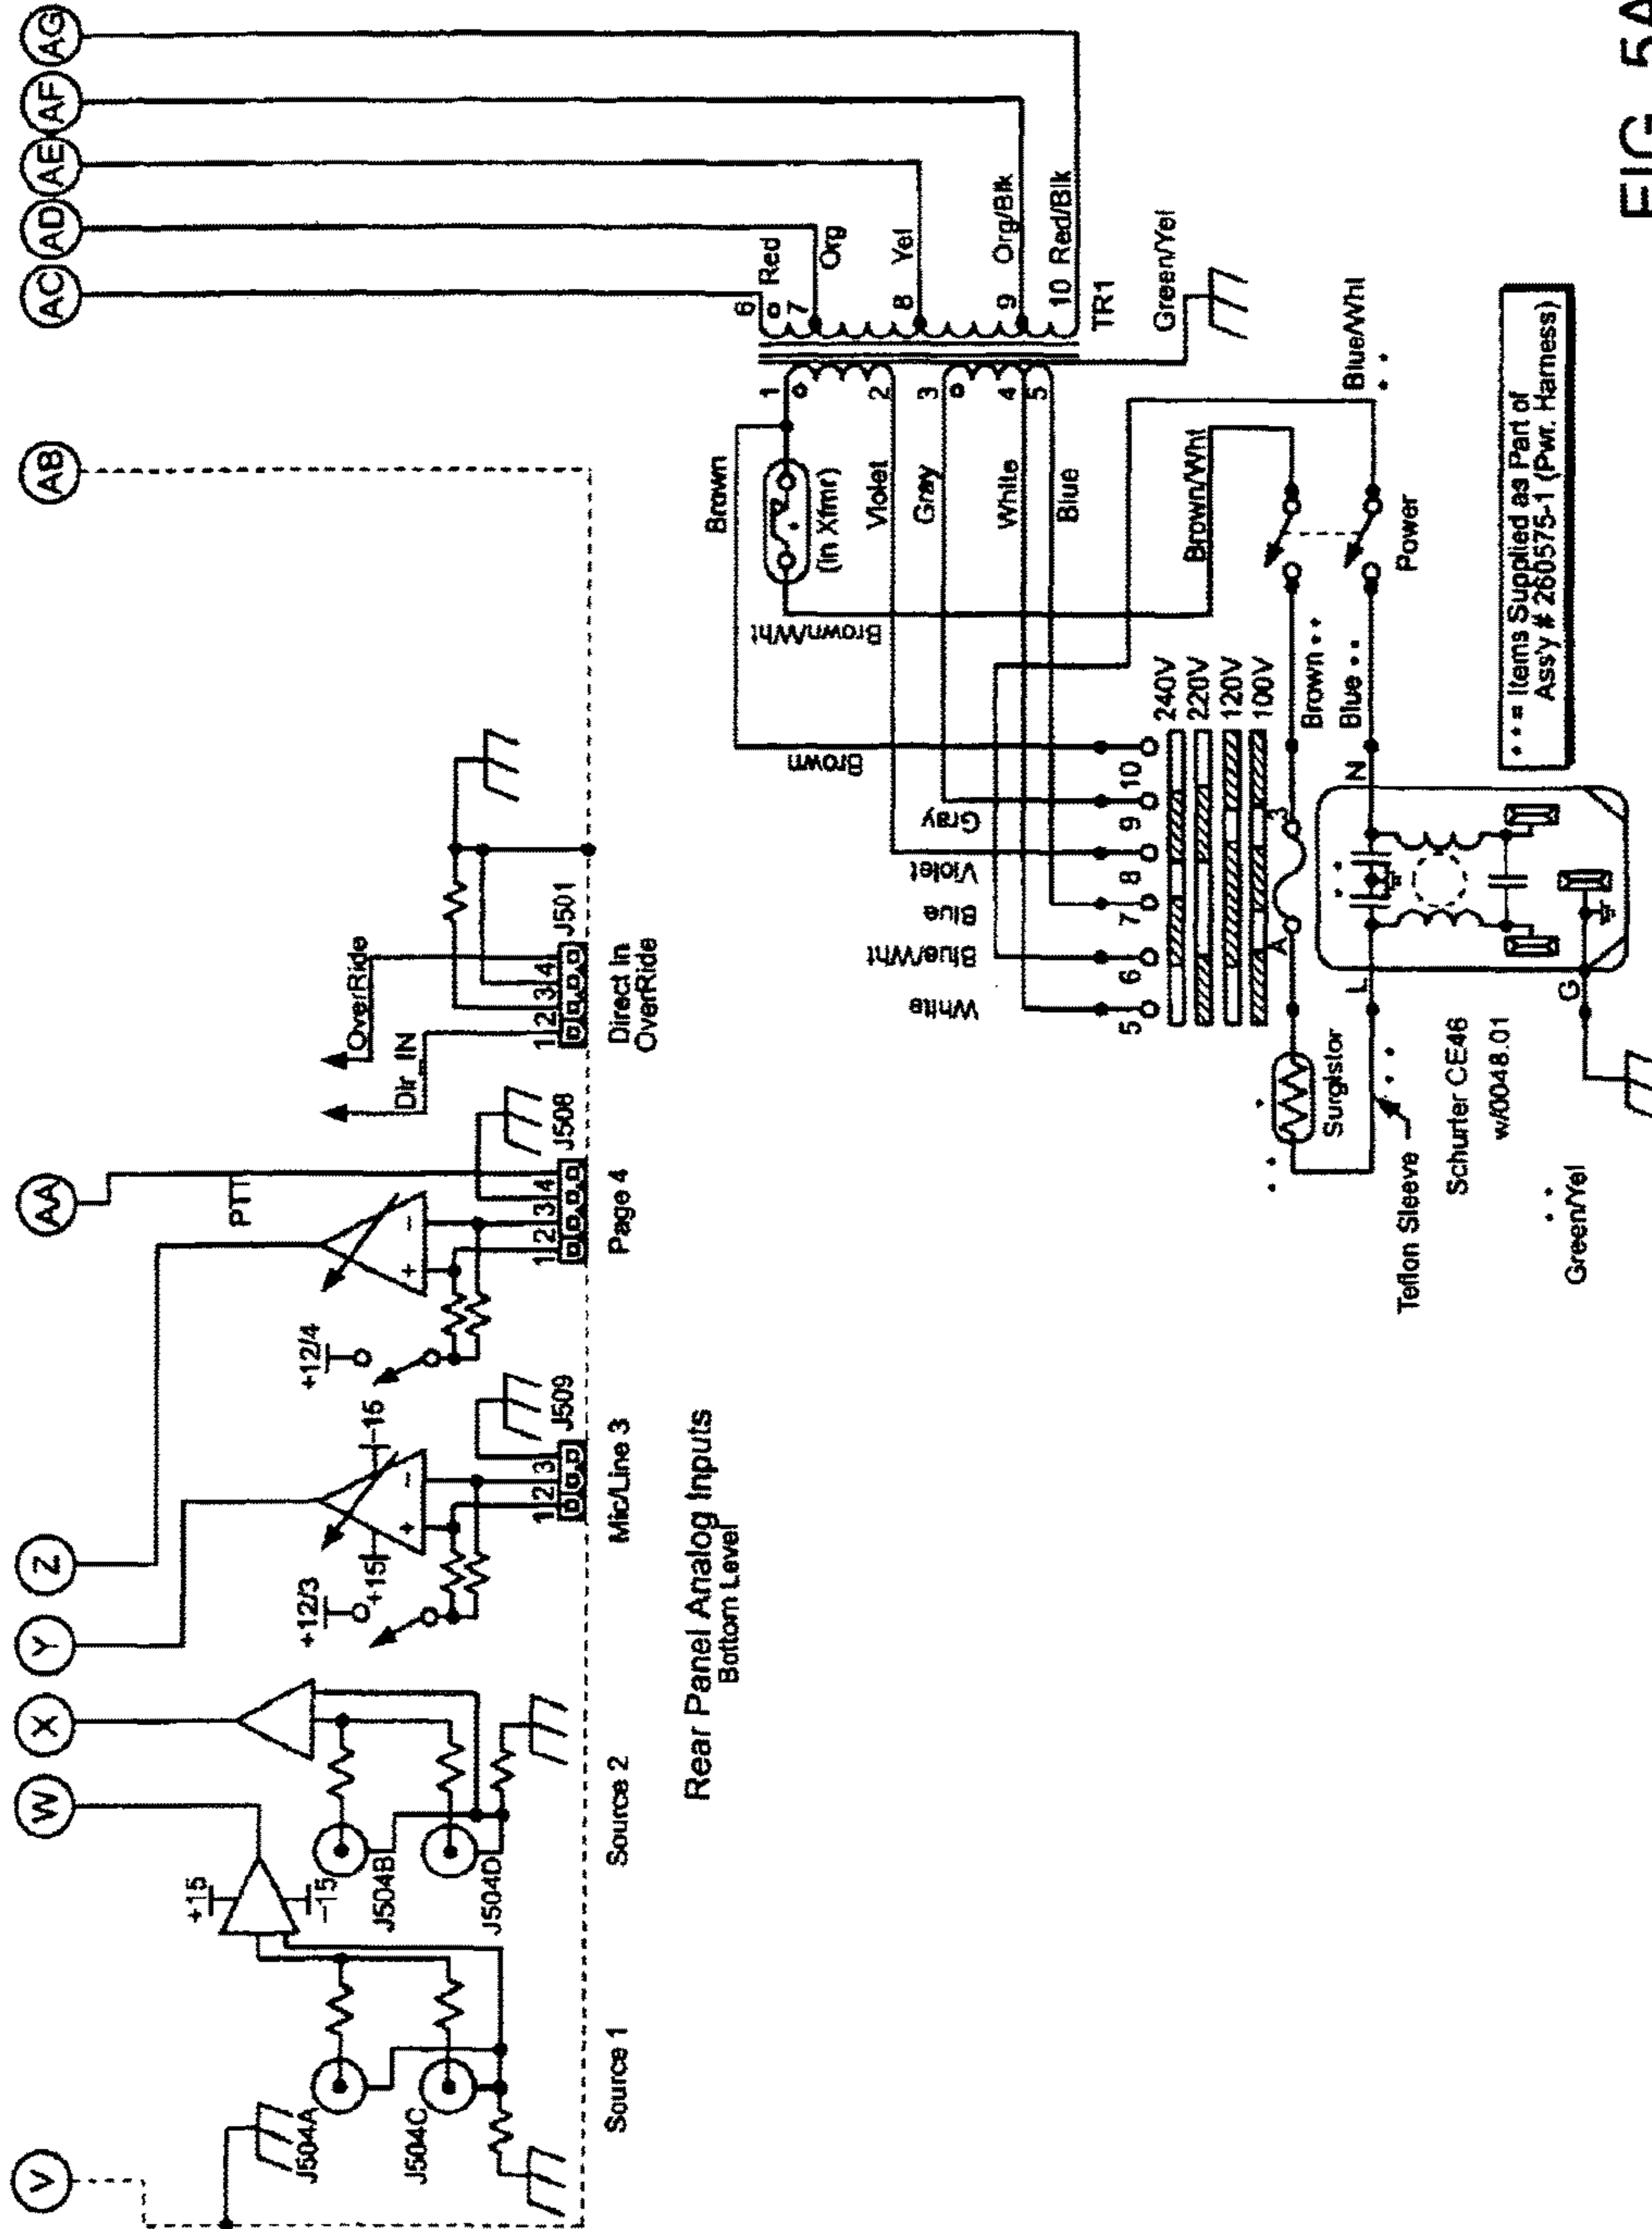 V
W
X
Y
Z
AA
AB
AC
AD
AE
AF
AG
J504A
J504C
Source 1
+15
-15
J504B
J504D
Source 2
+12/3
+15
-15
+
-
1 2 3
J509
Mic/Line 3
+12/4
PTT
+
-
1 2 3 4
J508
Page 4
Dir_IN
OverRide
1 2 3 4
J501
Direct In
OverRide
Rear Panel Analog Inputs
Bottom Level
6
Red
7
Org
8
Yel
9
Org/Blk
10 Red/Blk
TR1
Green/Yel
1
2
3
4
5
Brown
(in Xfmr)
Violet
Gray
White
Blue
Brown/Wht
Brown/Wht
Blue/Wht
* *
Power
White
Blue/Wht
Blue
Violet
Gray
Brown
5 6 7 8 9 10
240V
220V
120V
100V
A
3
Brown * *
Blue * *
* *
Surgistor
L
N
G
Teflon Sleeve
Schurter CE46
w/0048.01
* *
Green/Yel
* * = Items Supplied as Part of
Ass'y # 260575-1 (Pwr. Harness)
FIG. 5A